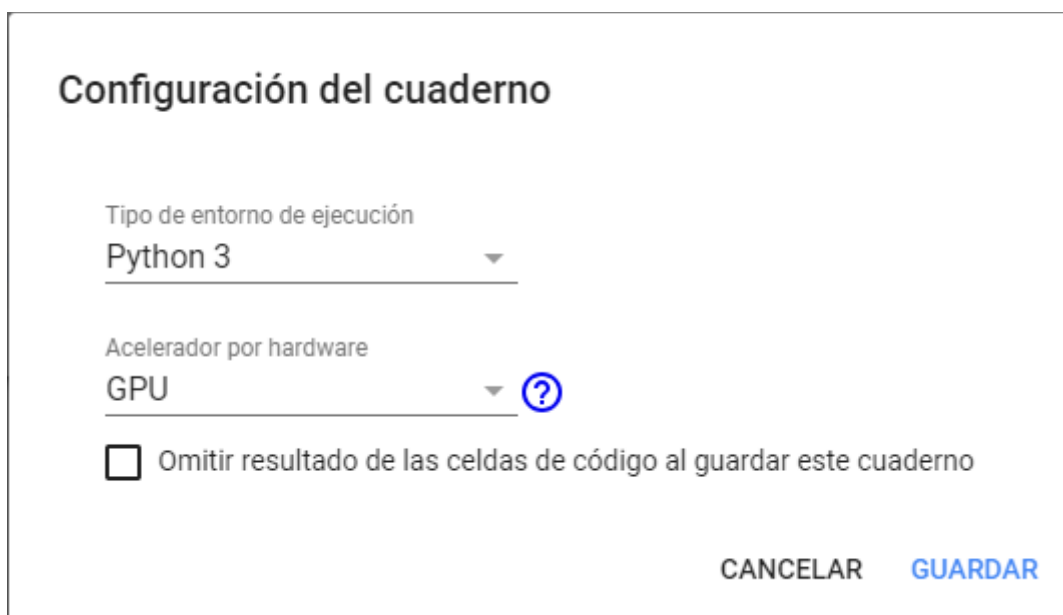 Configuración del cuaderno
Tipo de entorno de ejecución
Python 3
Acelerador por hardware
GPU
?
Omitir resultado de las celdas de código al guardar este cuaderno
CANCELAR GUARDAR